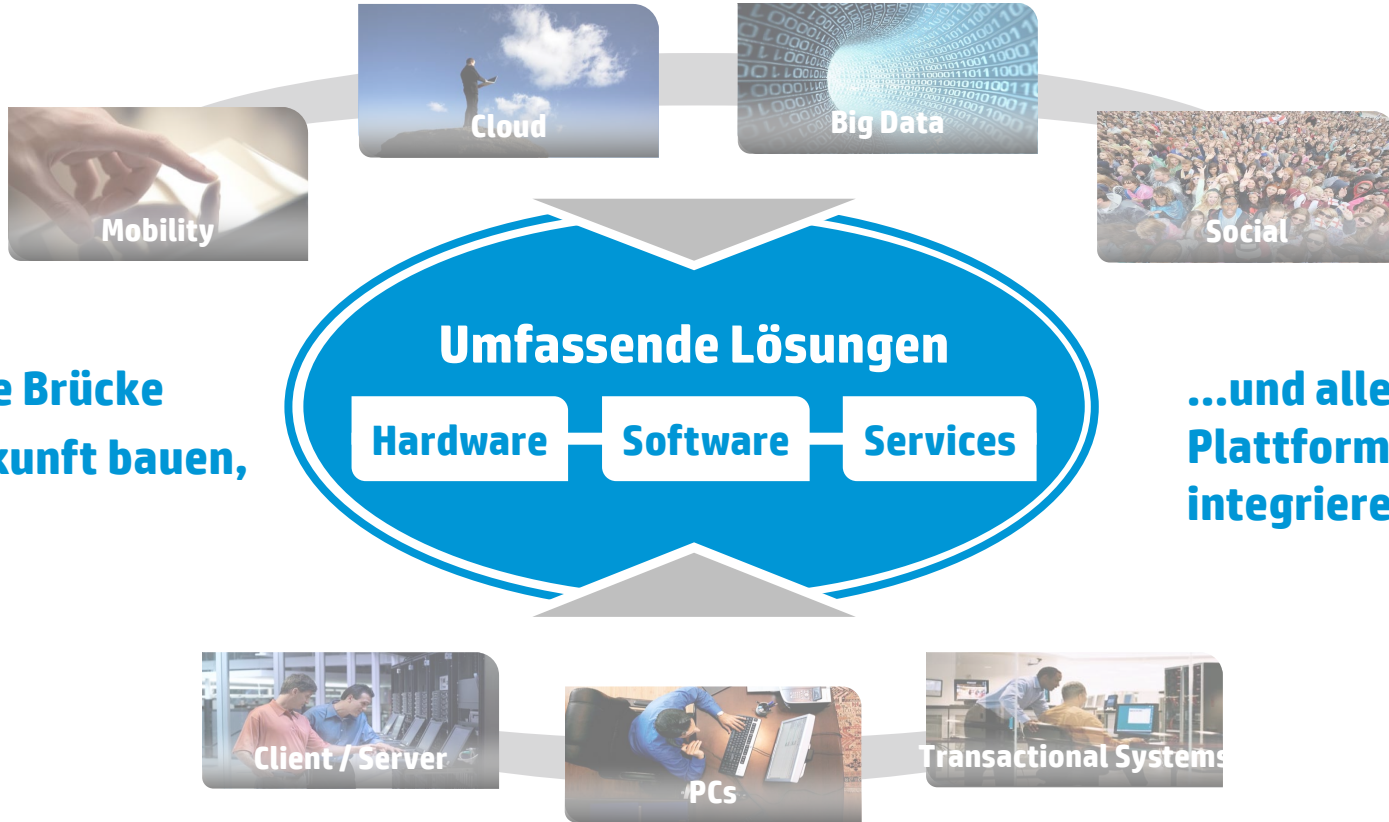 Cloud
Big Data
Mobility
Social
Umfassende Lösungen
e Brücke
kunft bauen,
Hardware
Software
Services
...und alle
Plattform
integriere
Client / Server
PCs
Transactional Systems